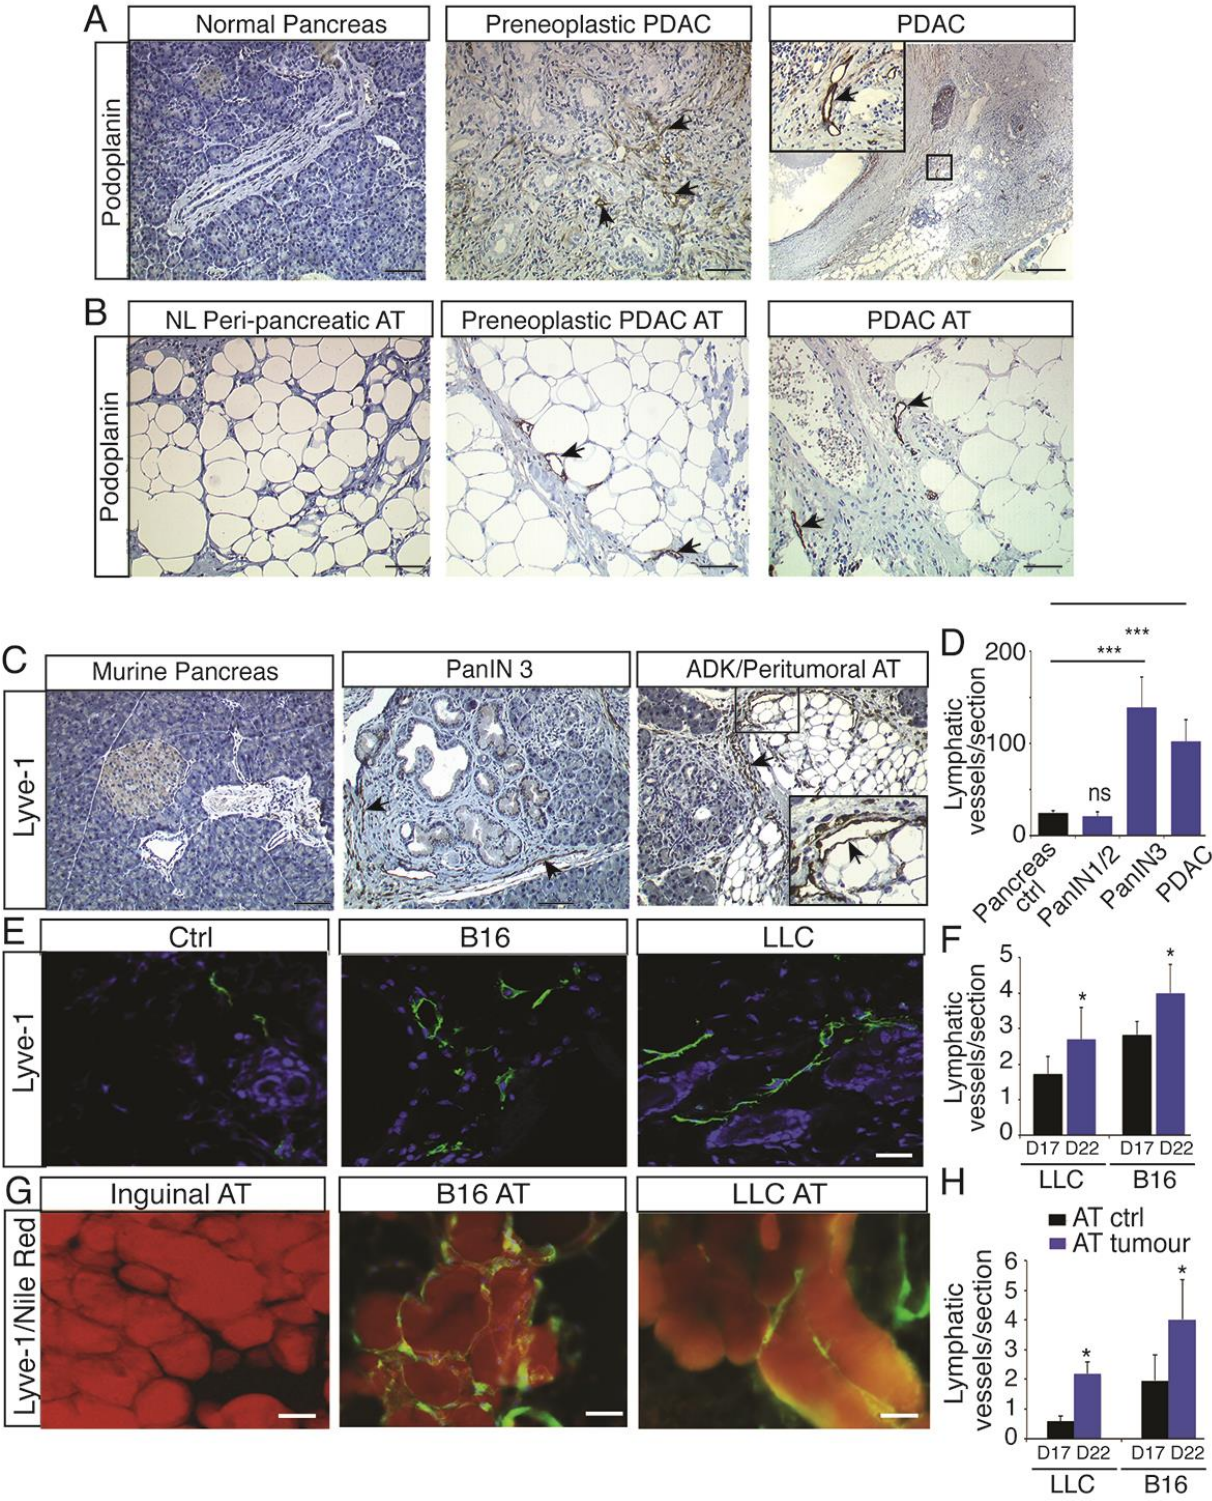 A
Normal Pancreas
Preneoplastic PDAC
PDAC
Podoplanin
B
NL Peri-pancreatic AT
Preneoplastic PDAC AT
PDAC AT
Podoplanin
C
Murine Pancreas
PanIN 3
ADK/Peritumoral AT
Lyve-1
D
Lymphatic
vessels/section
200
100
0
***
***
ns
Pancreas
ctrl
PanIN1/2
PanIN3
PDAC
E
Ctrl
B16
LLC
Lyve-1
F
Lymphatic
vessels/section
5
4
3
2
1
0
*
*
D17 D22
D17 D22
LLC
B16
G
Inguinal AT
B16 AT
LLC AT
Lyve-1/Nile Red
H
AT ctrl
AT tumour
Lymphatic
vessels/section
6
5
4
3
2
1
0
*
*
D17 D22
D17 D22
LLC
B16